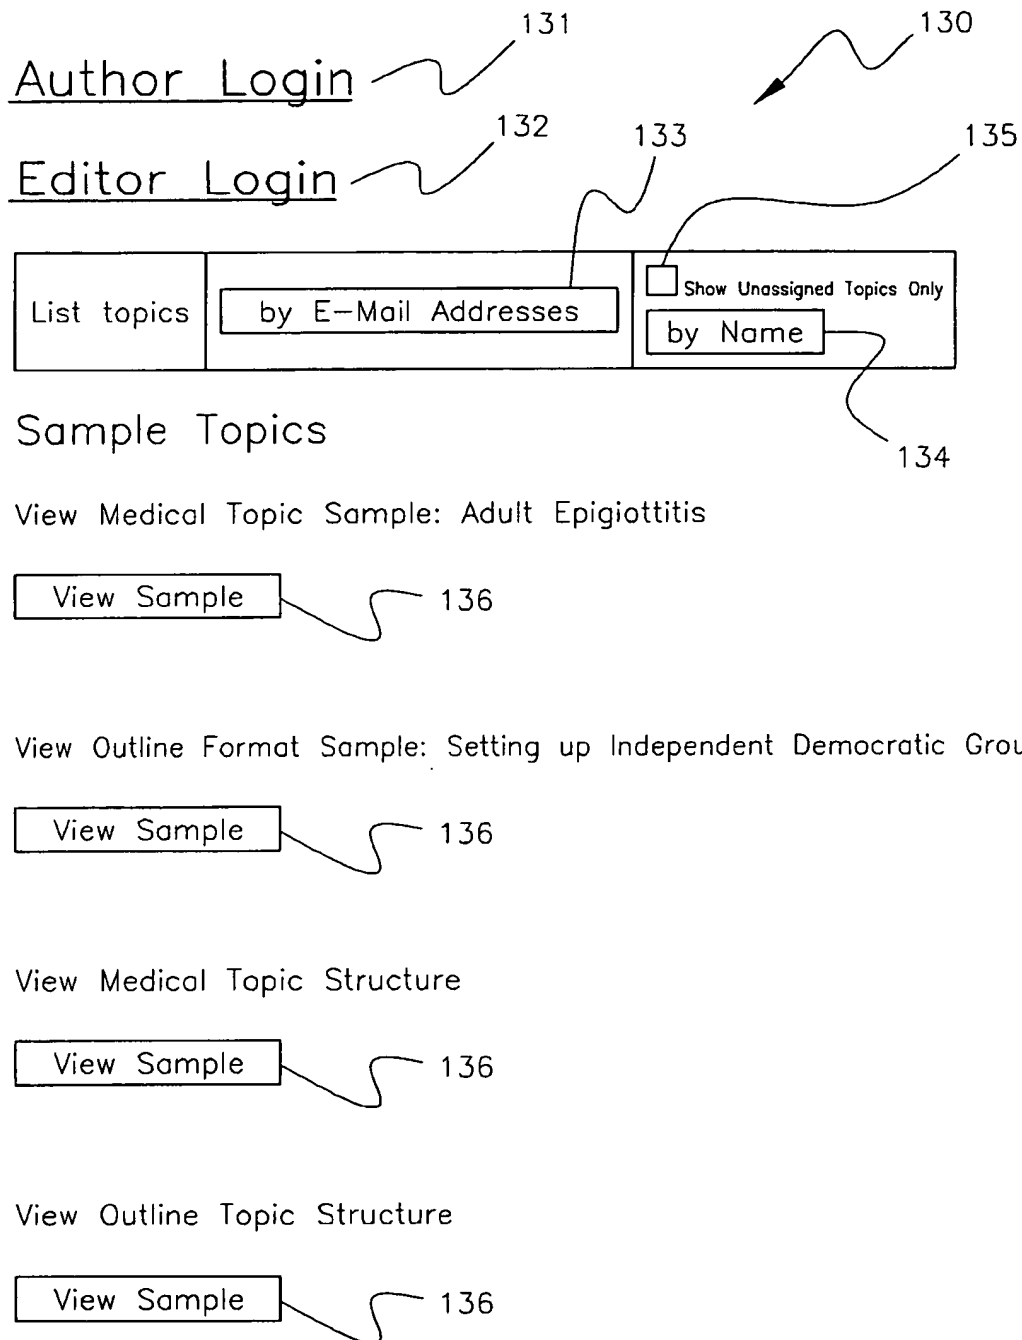 131
130
Author Login
132
133
135
Editor Login
List topics
by E-Mail Addresses
Show Unassigned Topics Only
by Name
134
Sample Topics
View Medical Topic Sample: Adult Epigiottitis
View Sample
136
View Outline Format Sample: Setting up Independent Democratic Grou
View Sample
136
View Medical Topic Structure
View Sample
136
View Outline Topic Structure
View Sample
136